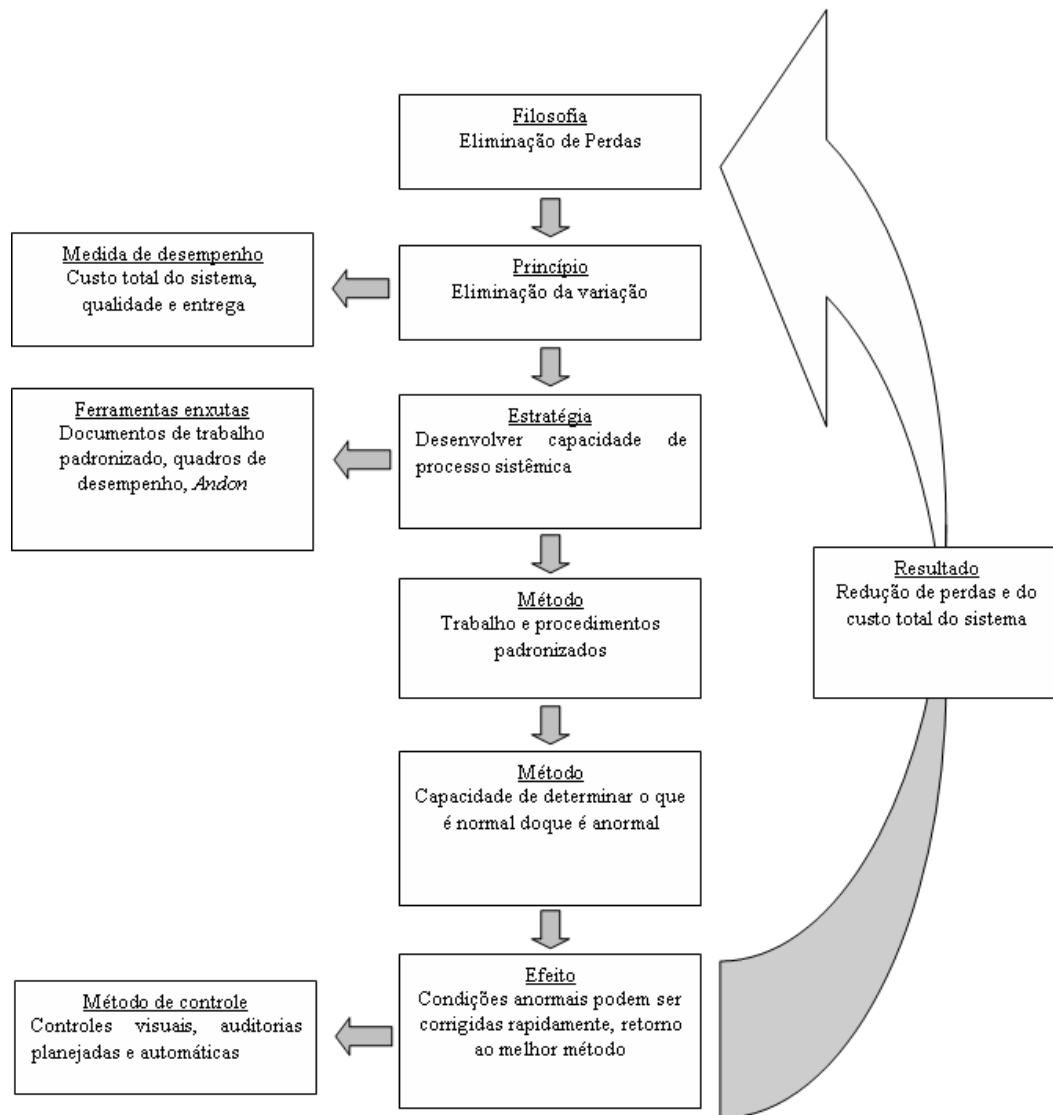 Filosofia
Eliminação de Perdas
Medida de desempenho
Custo total do sistema,
qualidade e entrega
Princípio
Eliminação da variação
Ferramentas enxutas
Documentos de trabalho
padronizado, quadros de
desempenho, Andon
Estratégia
Desenvolver capacidade de
processo sistêmica
Método
Trabalho e procedimentos
padronizados
Resultado
Redução de perdas e do
custo total do sistema
Método
Capacidade de determinar o que
é normal doque é anormal
Efeito
Condições anormais podem ser
corrigidas rapidamente, retorno
ao melhor método
Método de controle
Controles visuais, auditorias
planejadas e automáticas